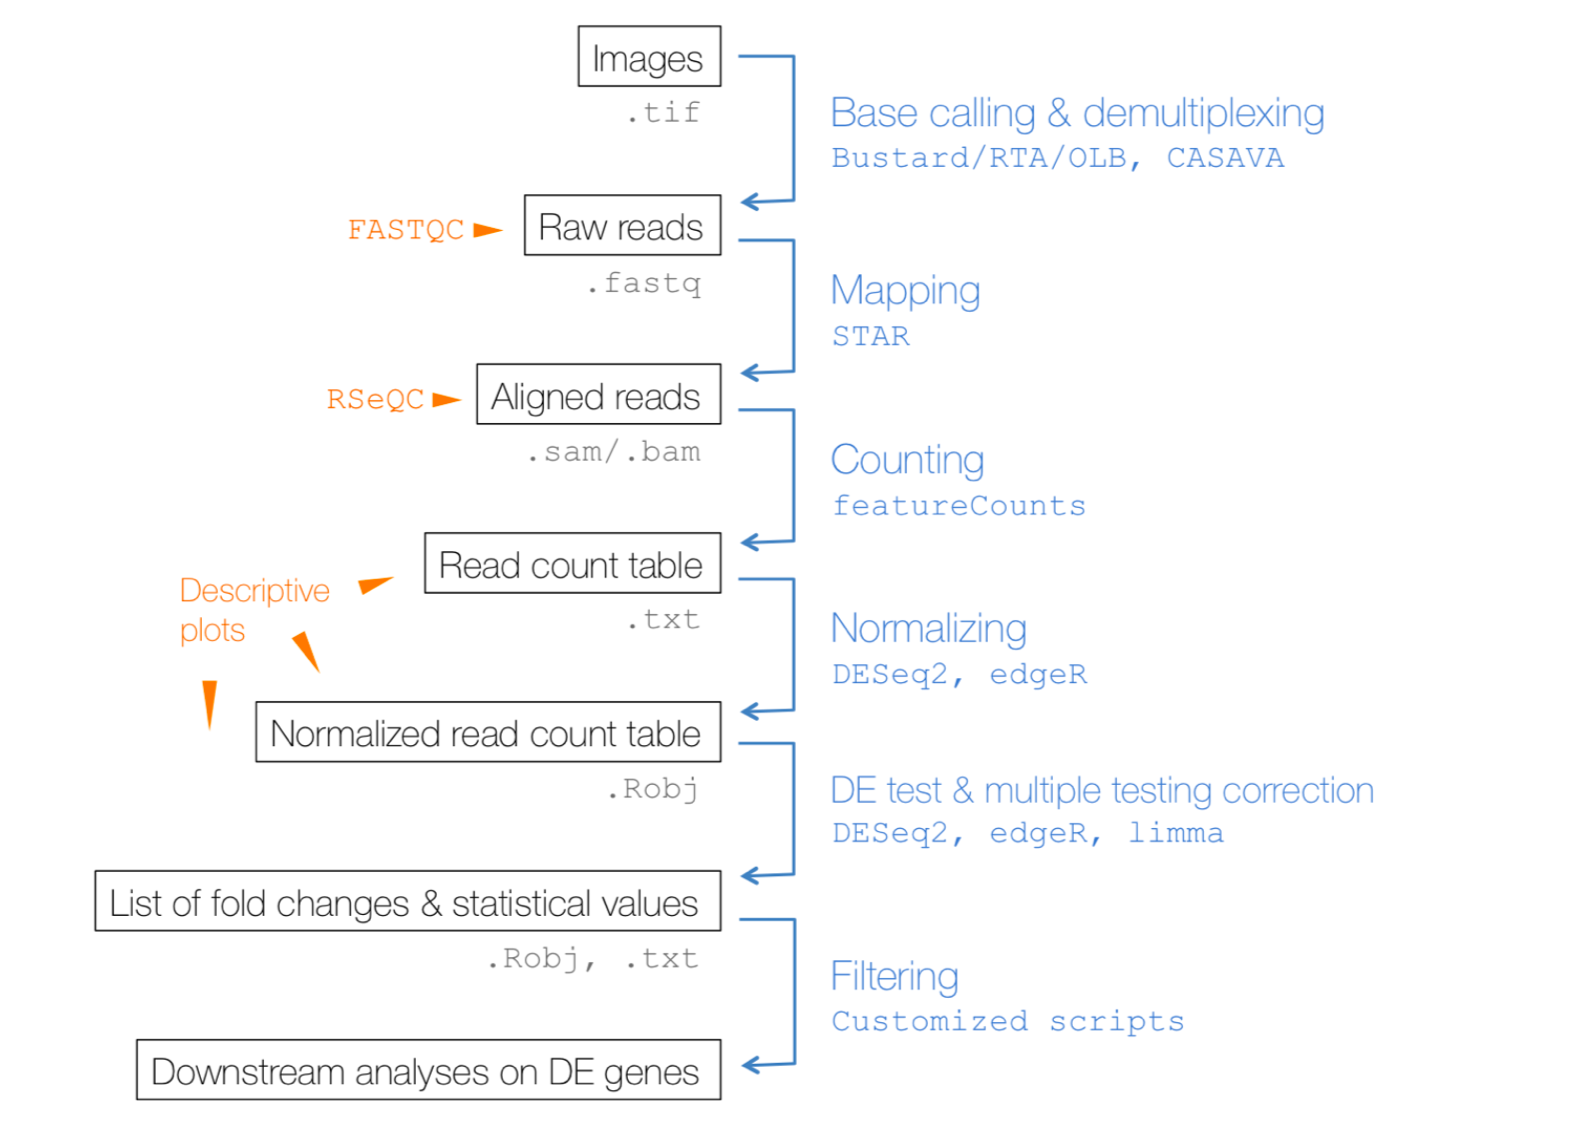 Images
.tif
Base calling & demultiplexing
Bustard/RTA/OLB, CASAVA
FASTQC
Raw reads
.fastq
Mapping
STAR
RSeQC
Aligned reads
.sam/.bam
Counting
featureCounts
Read count table
.txt
Descriptive
plots
Normalizing
DESeq2, edgeR
Normalized read count table
.Robj
DE test & multiple testing correction
DESeq2, edgeR, limma
List of fold changes & statistical values
.Robj, .txt
Filtering
Customized scripts
Downstream analyses on DE genes